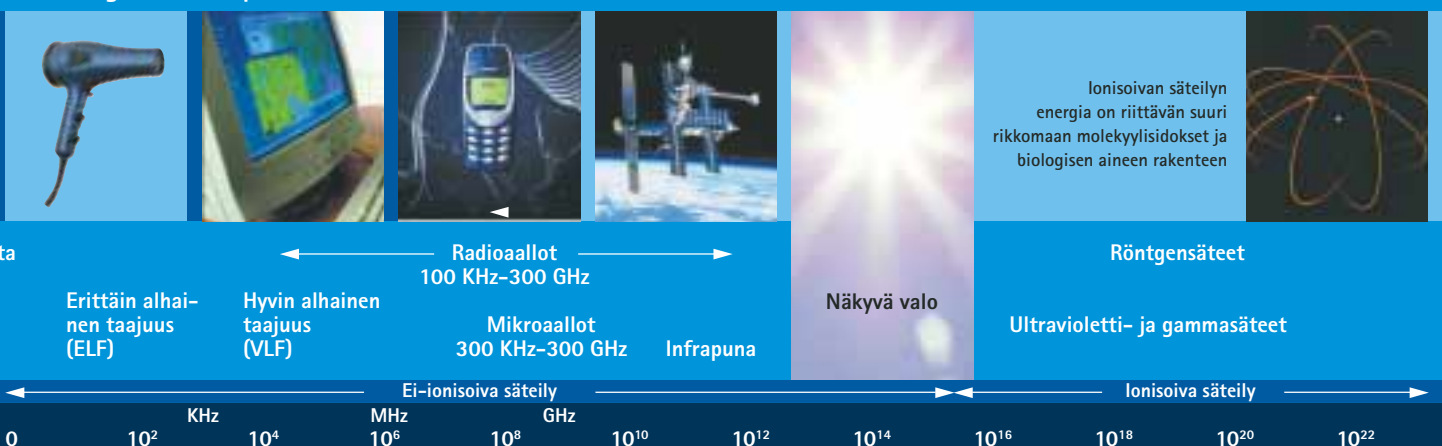 Ionisoivan säteilyn
energia on riittävän suuri
rikkomaan molekyylisidokset ja
biologisen aineen rakenteen
ta
Radioaallot
100 KHz–300 GHz
Röntgensäteet
Erittäin alhai-
nen taajuus
(ELF)
Hyvin alhainen
taajuus
(VLF)
Mikroaallot
300 KHz–300 GHz
Infrapuna
Näkyvä valo
Ultravioletti- ja gammasäteet
Ei-ionisoiva säteily
Ionisoiva säteily
KHz MHz GHz
0 10² 10⁴ 10⁶ 10⁸ 10¹⁰ 10¹² 10¹⁴ 10¹⁶ 10¹⁸ 10²⁰ 10²²